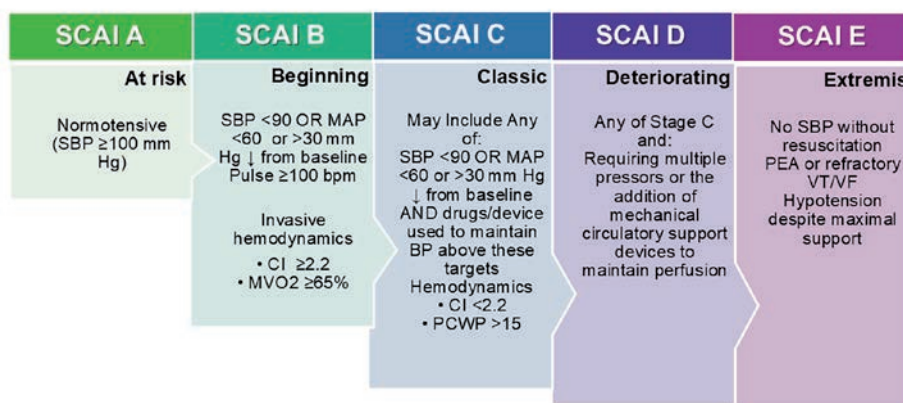 SCAI A
At risk
Normotensive
(SBP ≥100 mm
Hg)
SCAI B
Beginning
SBP <90 OR MAP
<60 or >30 mm
Hg ↓ from baseline
Pulse ≥100 bpm
Invasive
hemodynamics
• CI ≥2.2
• MVO2 ≥65%
SCAI C
Classic
May Include Any
of:
SBP <90 OR MAP
<60 or >30 mm Hg
↓ from baseline
AND drugs/device
used to maintain
BP above these
targets
Hemodynamics
• CI <2.2
• PCWP >15
SCAI D
Deteriorating
Any of Stage C
and:
Requiring multiple
pressors or the
addition of
mechanical
circulatory support
devices to
maintain perfusion
SCAI E
Extremis
No SBP without
resuscitation
PEA or refractory
VT/VF
Hypotension
despite maximal
support